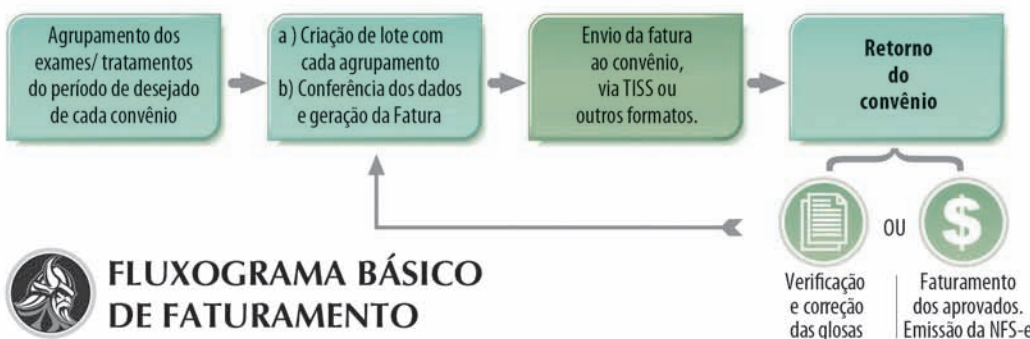 Agrupamento dos
exames/ tratamentos
do período de desejado
de cada convênio
a ) Criação de lote com
cada agrupamento
b) Conferência dos dados
e geração da Fatura
Envio da fatura
ao convênio,
via TISS ou
outros formatos.
Retorno
do
convênio
OU
$
Verificação
e correção
das glosas
Faturamento
dos aprovados.
Emissão da NFS-e
FLUXOGRAMA BÁSICO
DE FATURAMENTO